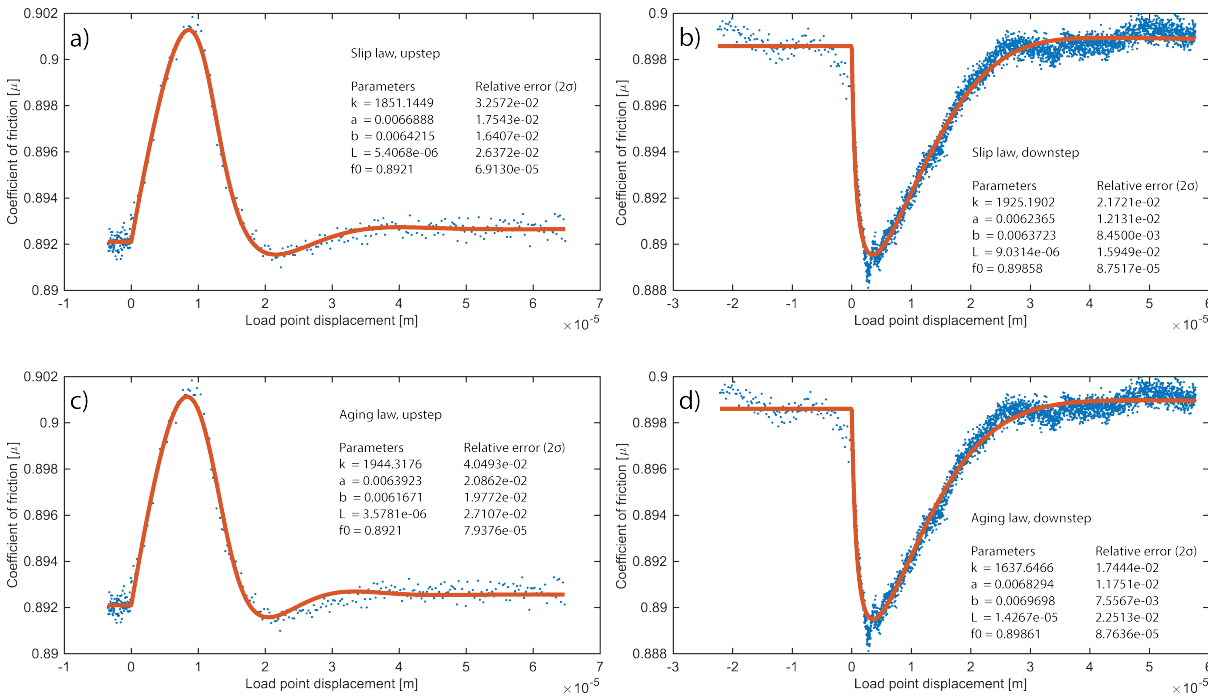 a)
0.902
0.9
0.898
0.896
0.894
0.892
0.89
Coefficient of friction [μ]
Slip law, upstep
Parameters Relative error (2σ)
k = 1851.1449 3.2572e-02
a = 0.0066888 1.7543e-02
b = 0.0064215 1.6407e-02
L = 5.4068e-06 2.6372e-02
f0 = 0.8921 6.9130e-05
-1 0 1 2 3 4 5 6 7
Load point displacement [m]
× 10-5
b)
0.9
0.898
0.896
0.894
0.892
0.89
0.888
Coefficient of friction [μ]
Slip law, downstep
Parameters Relative error (2σ)
k = 1925.1902 2.1721e-02
a = 0.0062365 1.2131e-02
b = 0.0063723 8.4500e-03
L = 9.0314e-06 1.5949e-02
f0 = 0.89858 8.7517e-05
-3 -2 -1 0 1 2 3 4 5 6
Load point displacement [m]
× 10-5
c)
0.902
0.9
0.898
0.896
0.894
0.892
0.89
Coefficient of friction [μ]
Aging law, upstep
Parameters Relative error (2σ)
k = 1944.3176 4.0493e-02
a = 0.0063923 2.0862e-02
b = 0.0061671 1.9772e-02
L = 3.5781e-06 2.7107e-02
f0 = 0.8921 7.9376e-05
-1 0 1 2 3 4 5 6 7
Load point displacement [m]
× 10-5
d)
0.9
0.898
0.896
0.894
0.892
0.89
0.888
Coefficient of friction [μ]
Aging law, downstep
Parameters Relative error (2σ)
k = 1637.6466 1.7444e-02
a = 0.0068294 1.1751e-02
b = 0.0069698 7.5567e-03
L = 1.4267e-05 2.2513e-02
f0 = 0.89861 8.7636e-05
-3 -2 -1 0 1 2 3 4 5 6
Load point displacement [m]
× 10-5